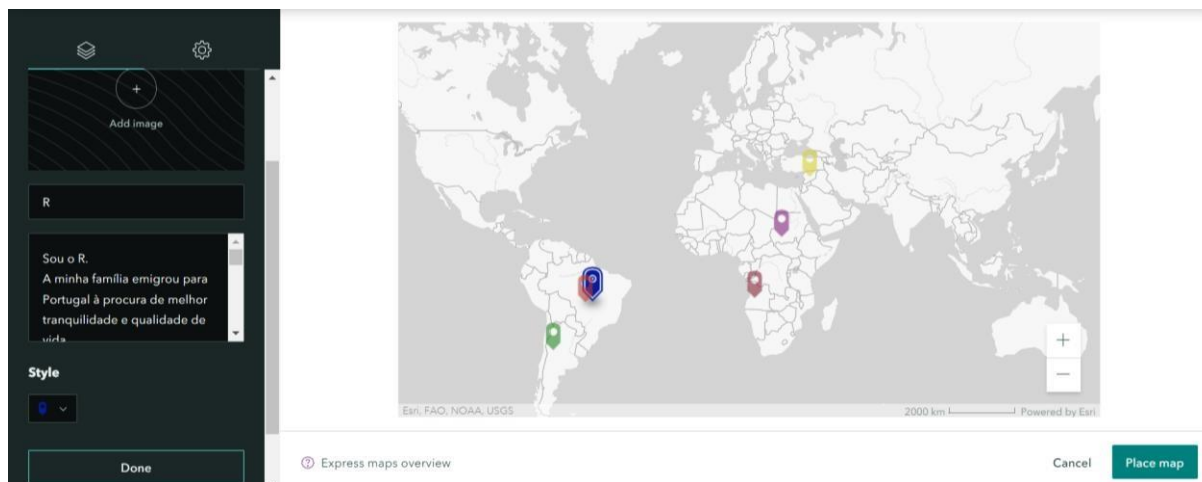 Add image
R
Sou o R.
A minha família emigrou para
Portugal à procura de melhor
tranquilidade e qualidade de
vida
Style
Done
Esri, FAO, NOAA, USGS
2000 km
Powered by Esri
Express maps overview
Cancel
Place map